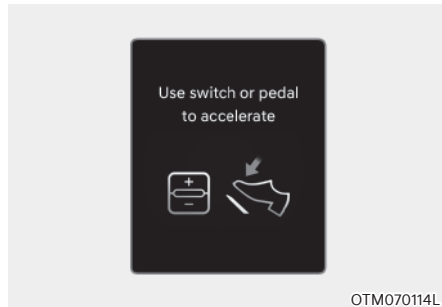 Use switch or pedal
to accelerate
+
−
OTM070114L